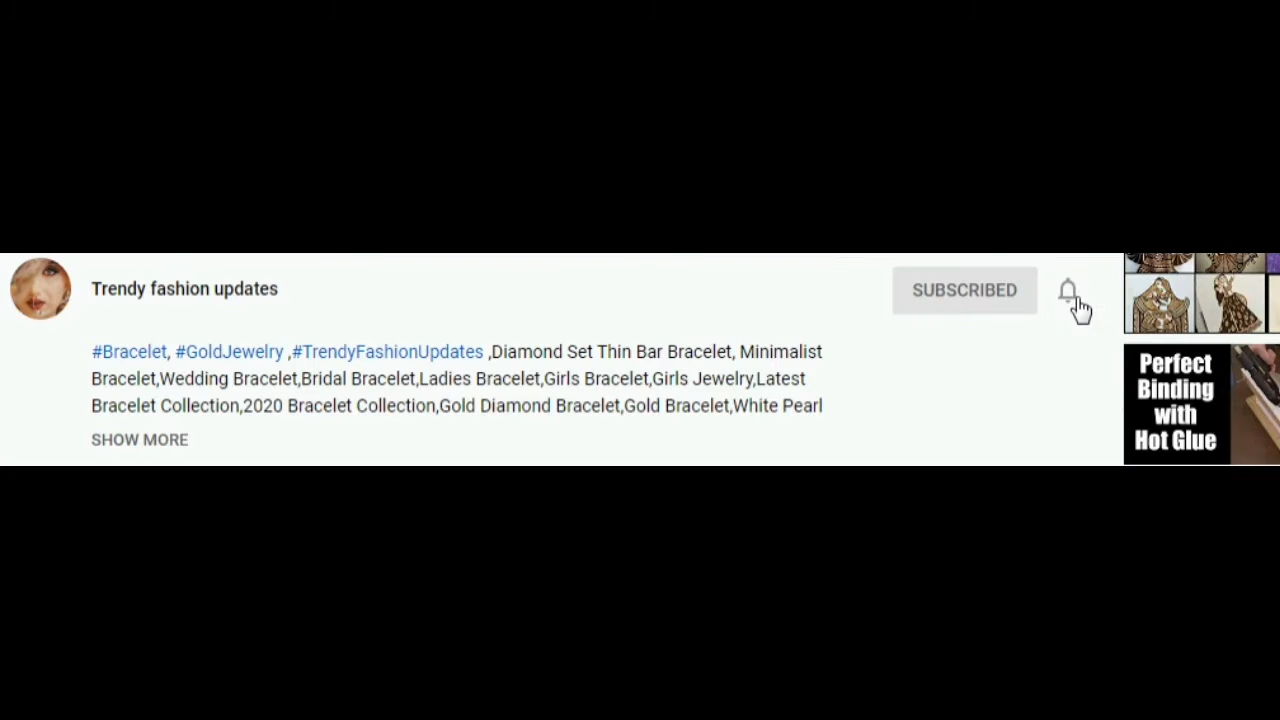 Trendy fashion updates
SUBSCRIBED
#Bracelet, #GoldJewelry ,#TrendyFashionUpdates ,Diamond Set Thin Bar Bracelet, Minimalist
Bracelet,Wedding Bracelet,Bridal Bracelet,Ladies Bracelet,Girls Bracelet,Girls Jewelry,Latest
Bracelet Collection,2020 Bracelet Collection,Gold Diamond Bracelet,Gold Bracelet,White Pearl
SHOW MORE
Perfect
Binding
with
Hot Glue